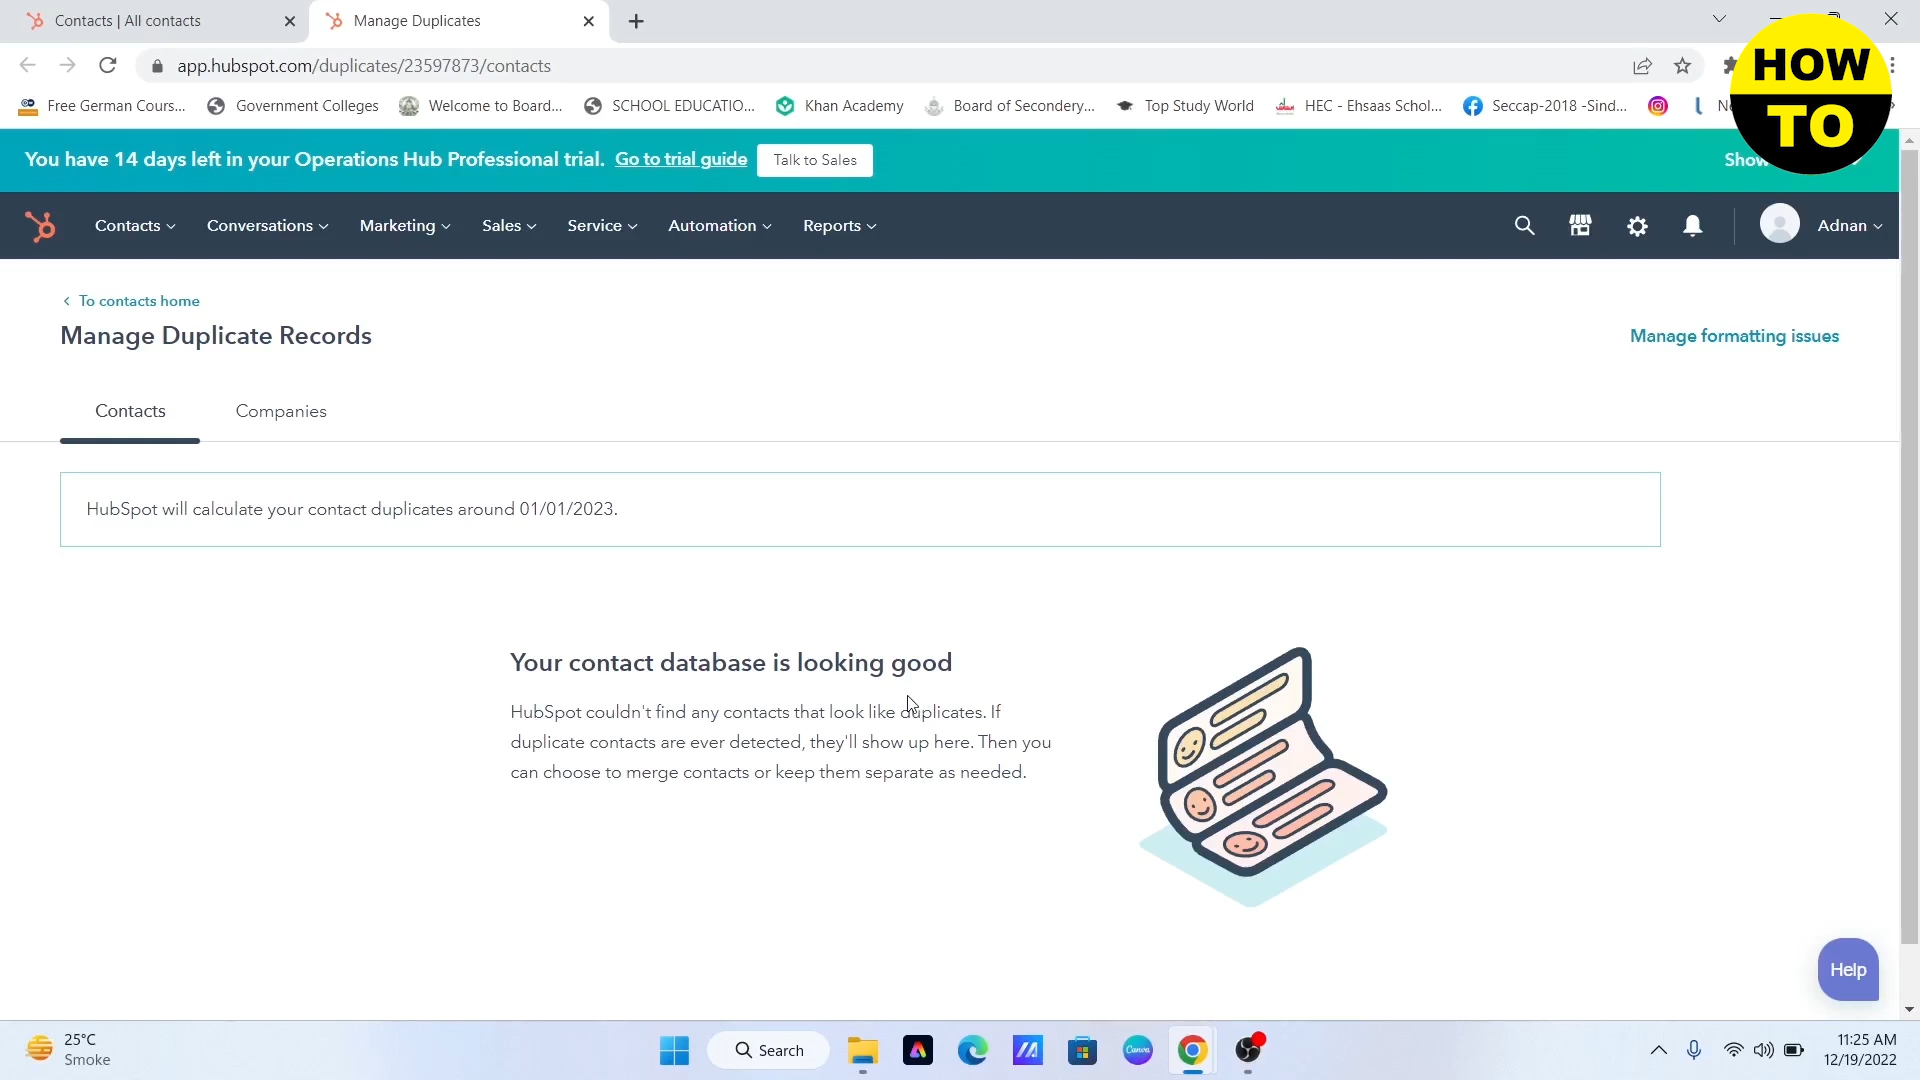 Contacts | All contacts
Manage Duplicates
app.hubspot.com/duplicates/23597873/contacts
Free German Cours...
Government Colleges
Welcome to Board...
SCHOOL EDUCATIO...
Khan Academy
Board of Secondery...
Top Study World
HEC - Ehsaas Schol...
Seccap-2018 -Sind...
HOW
TO
You have 14 days left in your Operations Hub Professional trial. Go to trial guide
Talk to Sales
Show
Contacts
Conversations
Marketing
Sales
Service
Automation
Reports
Adnan
To contacts home
Manage Duplicate Records
Manage formatting issues
Contacts
Companies
HubSpot will calculate your contact duplicates around 01/01/2023.
Your contact database is looking good
HubSpot couldn't find any contacts that look like duplicates. If
duplicate contacts are ever detected, they'll show up here. Then you
can choose to merge contacts or keep them separate as needed.
Help
25°C
Smoke
Search
Canva
11:25 AM
12/19/2022